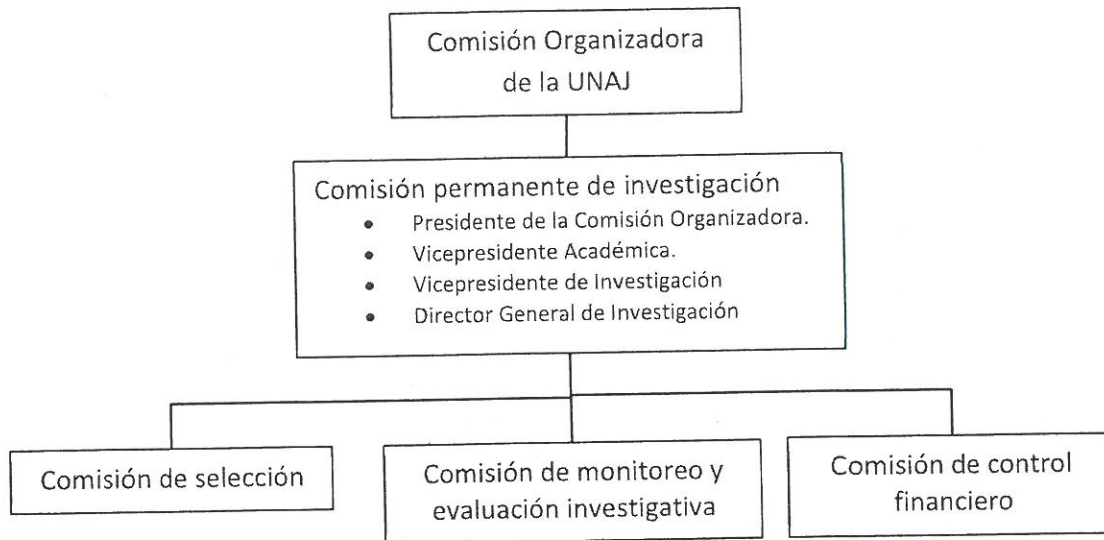 Comisión Organizadora
de la UNAJ
Comisión permanente de investigación
• Presidente de la Comisión Organizadora.
• Vicepresidente Académica.
• Vicepresidente de Investigación
• Director General de Investigación
Comisión de selección
Comisión de monitoreo y
evaluación investigativa
Comisión de control
financiero